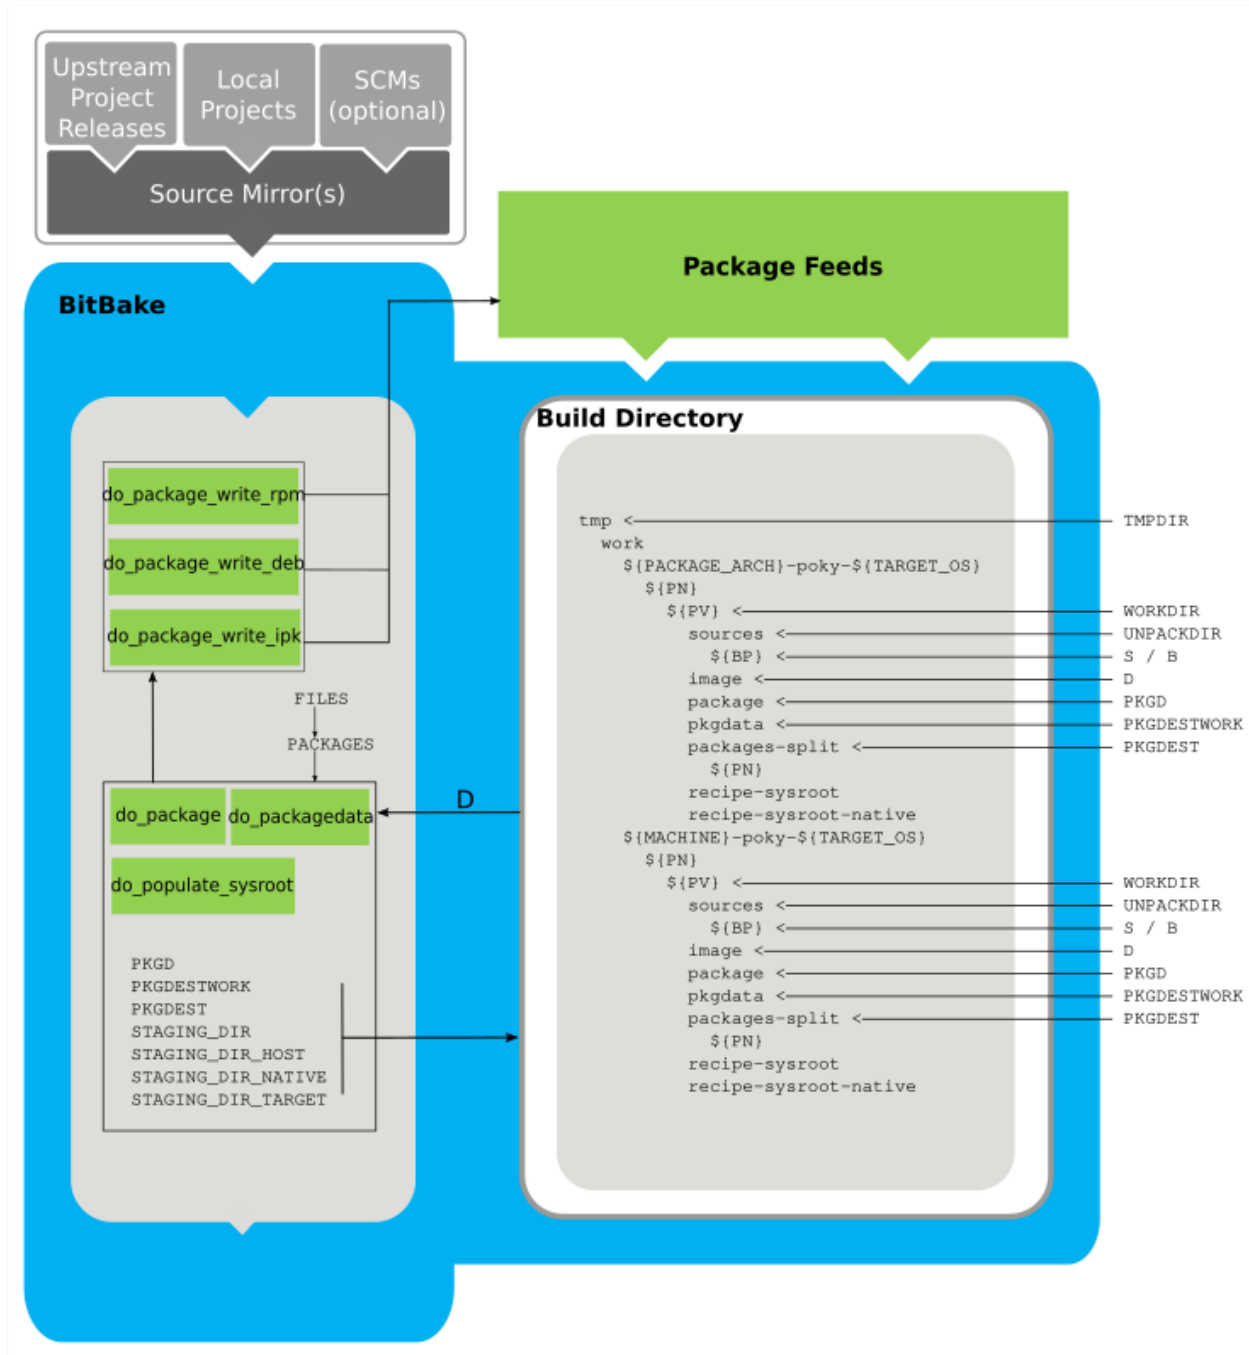 Upstream
Project
Releases
Local
Projects
SCMs
(optional)
Source Mirror(s)
Package Feeds
BitBake
do_package_write_rpm
do_package_write_deb
do_package_write_ipk
FILES
PACKAGES
do_package
do_packagedata
do_populate_sysroot
PKGD
PKGDESTWORK
PKGDEST
STAGING_DIR
STAGING_DIR_HOST
STAGING_DIR_NATIVE
STAGING_DIR_TARGET
D
Build Directory
tmp <
TMPDIR
work
${PACKAGE_ARCH}-poky-${TARGET_OS}
${PN}
${PV} <
WORKDIR
sources <
UNPACKDIR
${BP} <
S / B
image <
D
package <
PKGD
pkgdata <
PKGDESTWORK
packages-split <
PKGDEST
${PN}
recipe-sysroot
recipe-sysroot-native
${MACHINE}-poky-${TARGET_OS}
${PN}
${PV} <
WORKDIR
sources <
UNPACKDIR
${BP} <
S / B
image <
D
package <
PKGD
pkgdata <
PKGDESTWORK
packages-split <
PKGDEST
${PN}
recipe-sysroot
recipe-sysroot-native